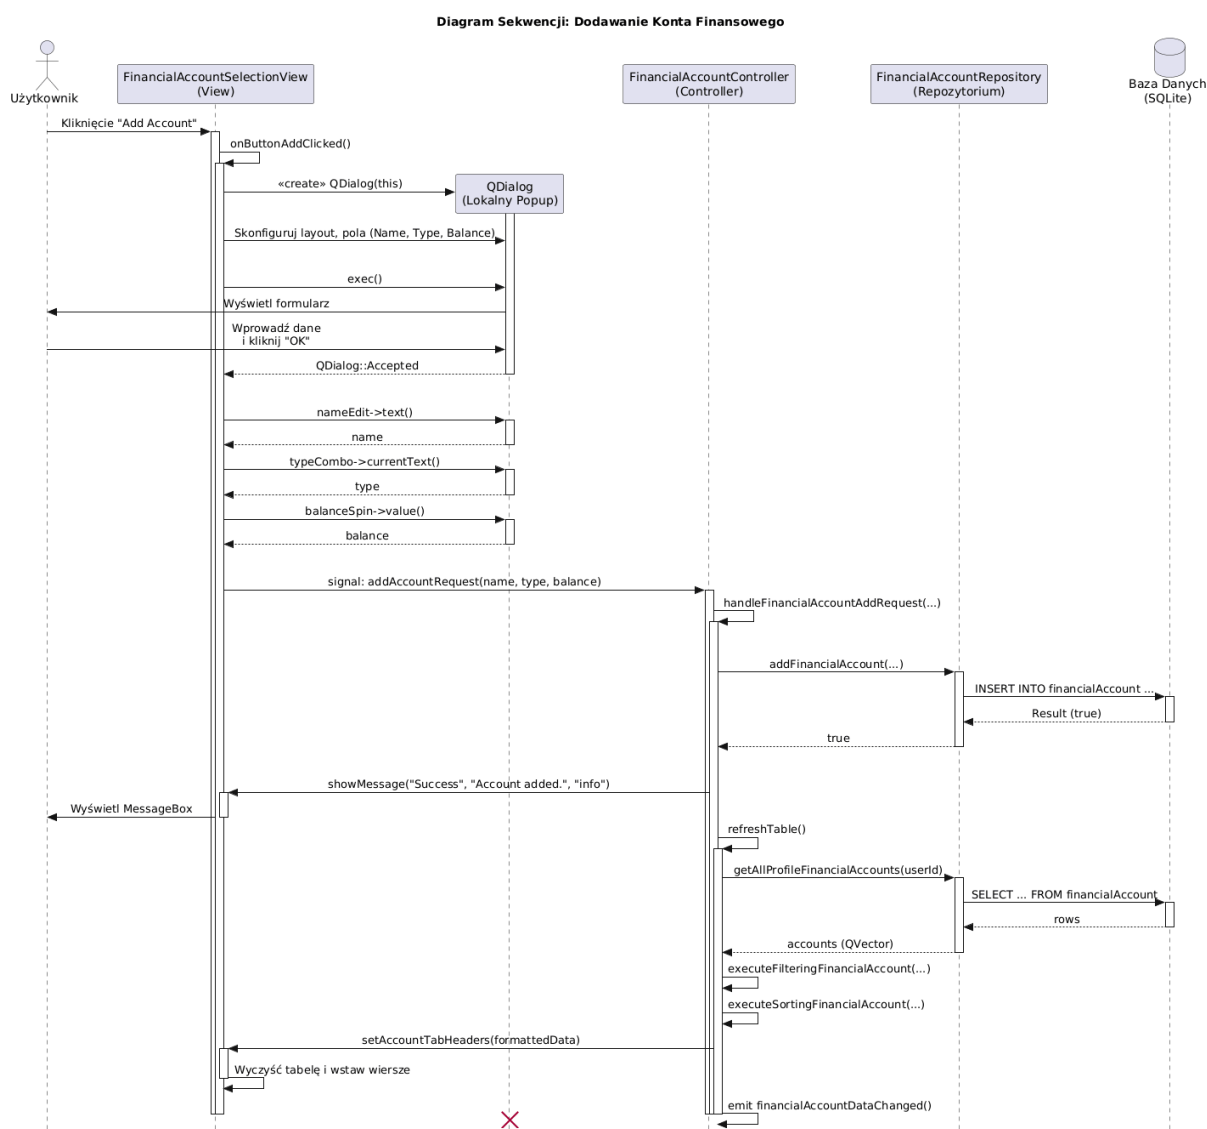 Diagram Sekwencji: Dodawanie Konta Finansowego
Użytkownik
FinancialAccountSelectionView
(View)
FinancialAccountController
(Controller)
FinancialAccountRepository
(Repozytorium)
Baza Danych
(SQLite)
Kliknięcie "Add Account"
onButtonAddClicked()
«create» QDialog(this)
QDialog
(Lokalny Popup)
Skonfiguruj layout, pola (Name, Type, Balance)
exec()
Wyświetl formularz
Wprowadź dane
i kliknij "OK"
QDialog::Accepted
nameEdit->text()
name
typeCombo->currentText()
type
balanceSpin->value()
balance
signal: addAccountRequest(name, type, balance)
handleFinancialAccountAddRequest(...)
addFinancialAccount(...)
INSERT INTO financialAccount ...
Result (true)
true
showMessage("Success", "Account added.", "info")
Wyświetl MessageBox
refreshTable()
getAllProfileFinancialAccounts(userId)
SELECT ... FROM financialAccount
rows
accounts (QVector)
executeFilteringFinancialAccount(...)
executeSortingFinancialAccount(...)
setAccountTabHeaders(formattedData)
Wyczyść tabelę i wstaw wiersze
emit financialAccountDataChanged()